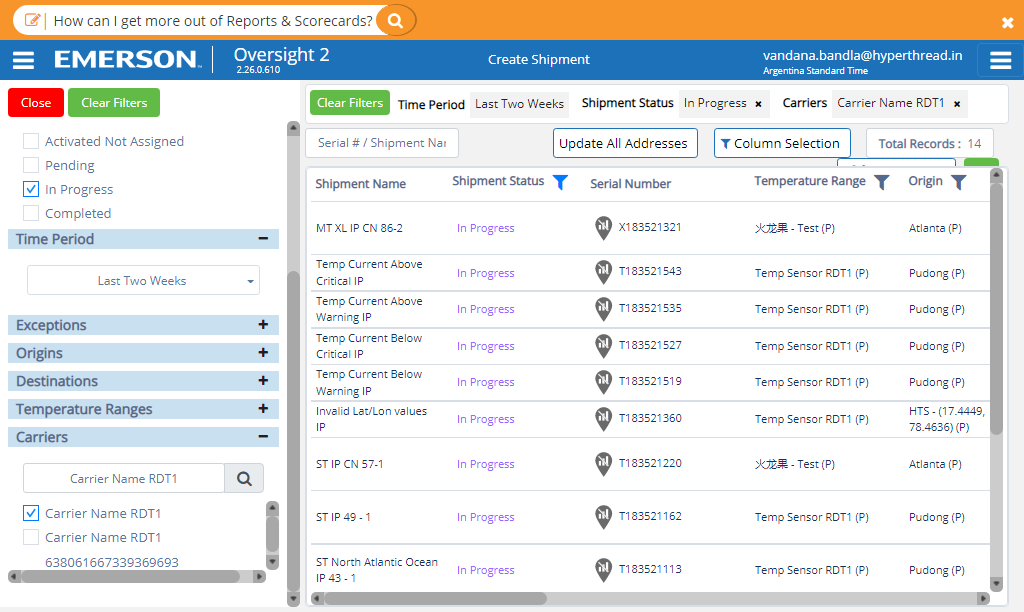 How can I get more out of Reports & Scorecards?
EMERSON
Oversight 2
2.26.0.610
Create Shipment
vandana.bandla@hyperthread.in
Argentina Standard Time
Close
Clear Filters
Activated Not Assigned
Pending
In Progress
Completed
Time Period
Last Two Weeks
Exceptions
Origins
Destinations
Temperature Ranges
Carriers
Carrier Name RDT1
Carrier Name RDT1
Carrier Name RDT1
638061667339369693
Clear Filters Time Period Last Two Weeks Shipment Status In Progress × Carriers Carrier Name RDT1 ×
Serial # / Shipment Nar
Update All Addresses
Column Selection
Total Records : 14
Shipment Name Shipment Status Serial Number Temperature Range Origin
MT XL IP CN 86-2 In Progress X183521321 火龙果 - Test (P) Atlanta (P)
Temp Current Above
Critical IP In Progress T183521543 Temp Sensor RDT1 (P) Pudong (P)
Temp Current Above
Warning IP In Progress T183521535 Temp Sensor RDT1 (P) Pudong (P)
Temp Current Below
Critical IP In Progress T183521527 Temp Sensor RDT1 (P) Pudong (P)
Temp Current Below
Warning IP In Progress T183521519 Temp Sensor RDT1 (P) Pudong (P)
Invalid Lat/Lon values
IP In Progress T183521360 Temp Sensor RDT1 (P) HTS - (17.4449,
78.4636) (P)
ST IP CN 57-1 In Progress T183521220 火龙果 - Test (P) Atlanta (P)
ST IP 49 - 1 In Progress T183521162 Temp Sensor RDT1 (P) Pudong (P)
ST North Atlantic Ocean
IP 43 - 1 In Progress T183521113 Temp Sensor RDT1 (P) Pudong (P)